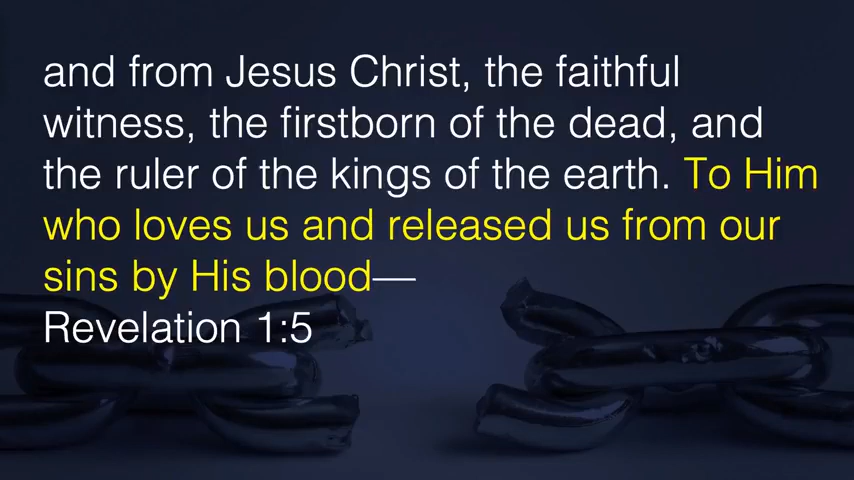 and from Jesus Christ, the faithful
witness, the firstborn of the dead, and
the ruler of the kings of the earth. To Him
who loves us and released us from our
sins by His blood—
Revelation 1:5